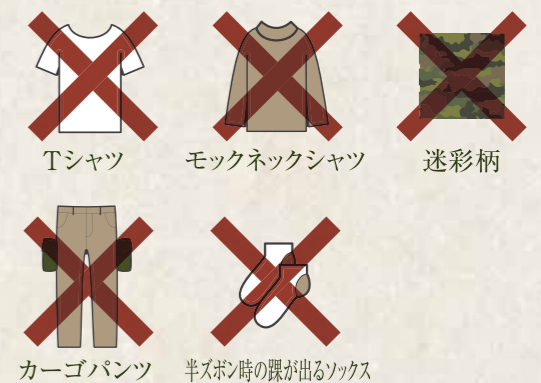 Tシャツ
モックネックシャツ
迷彩柄
カーゴパンツ
半ズボン時の踝が出るソックス